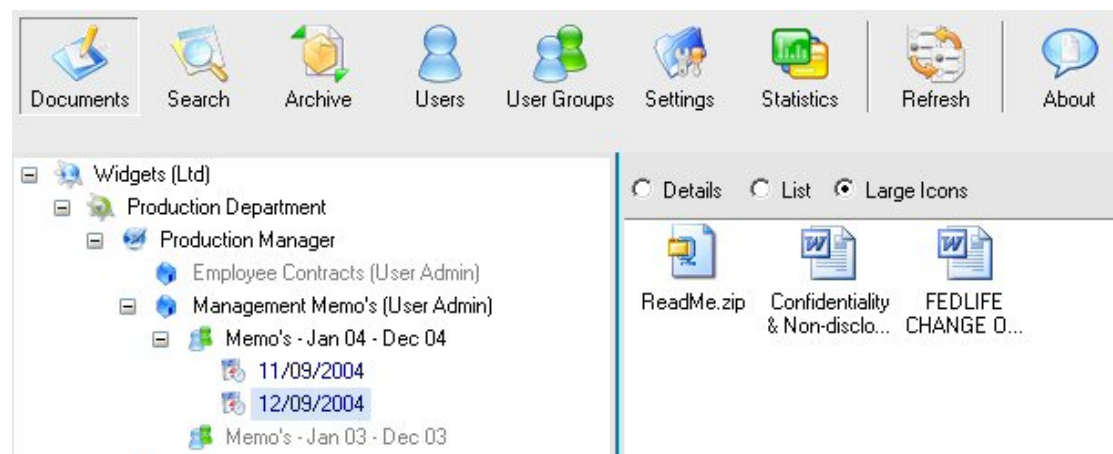 Documents Search Archive Users User Groups Settings Statistics Refresh About
Widgets (Ltd)
Production Department
Production Manager
Employee Contracts (User Admin)
Management Memo's (User Admin)
Memo's - Jan 04 - Dec 04
11/09/2004
12/09/2004
Memo's - Jan 03 - Dec 03
Details List Large Icons
ReadMe.zip Confidentiality FEDLIFE
& Non-disclo... CHANGE O...